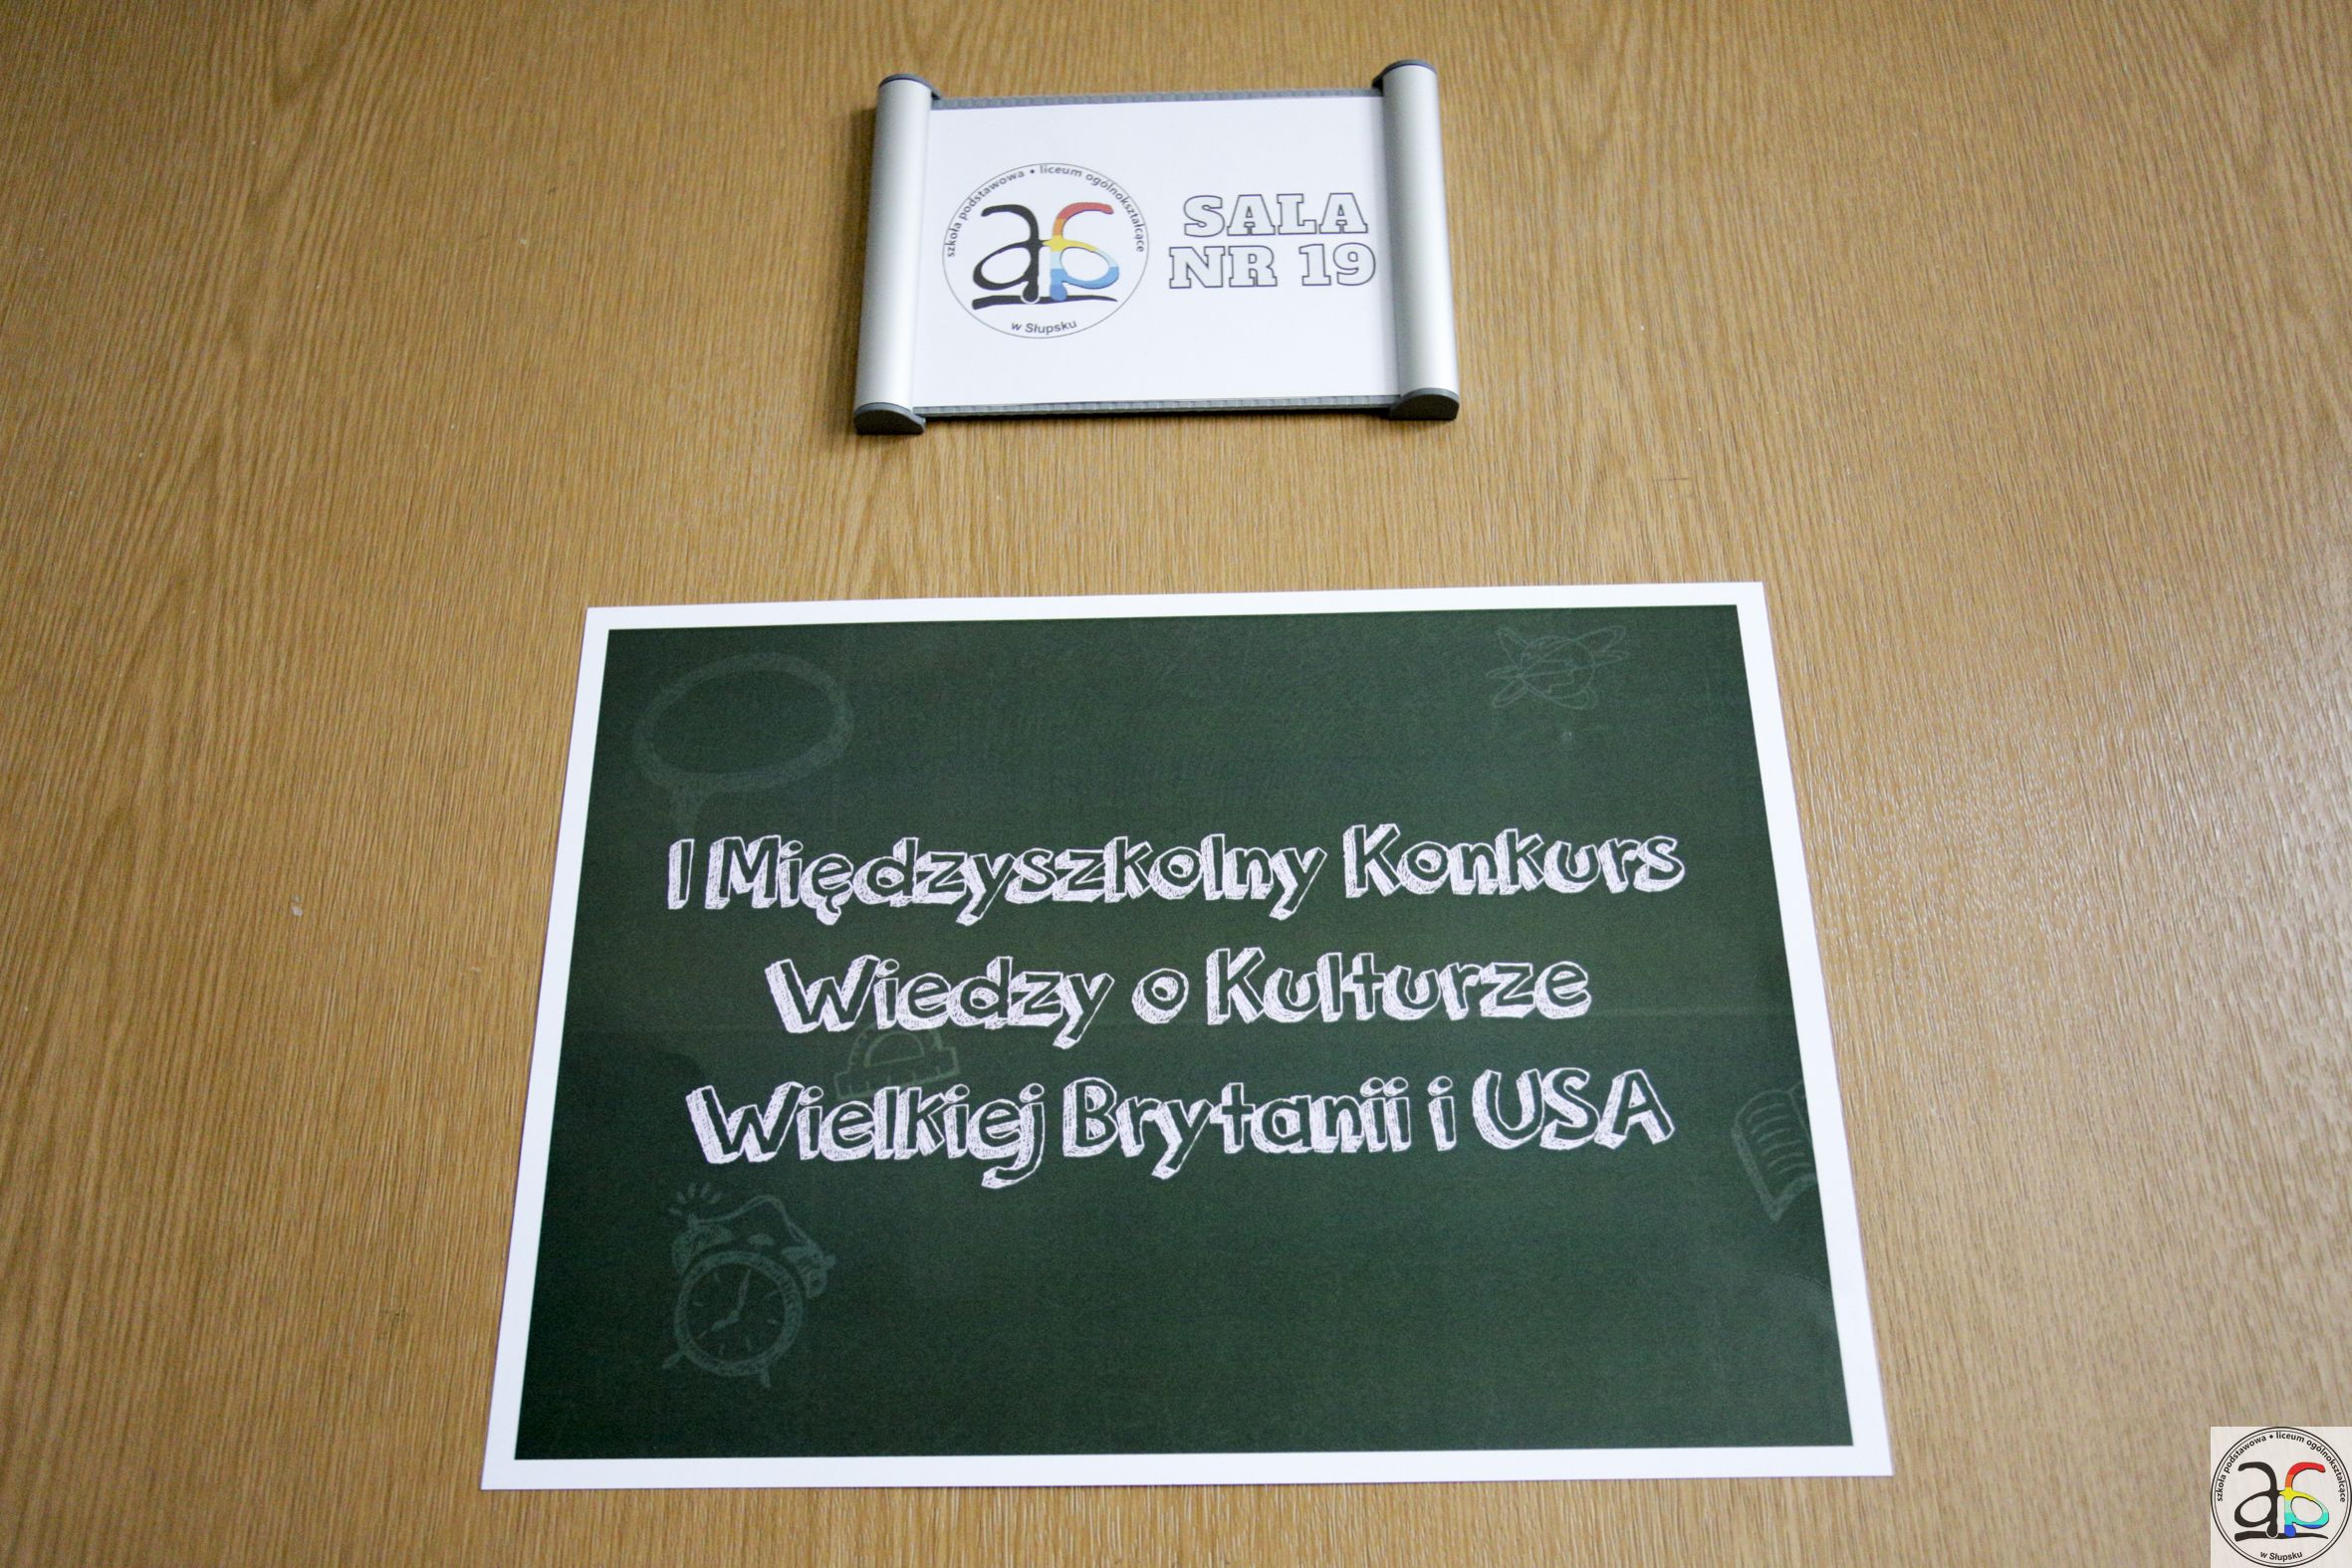 szkoła podstawowa • liceum ogólnokształcące
w Słupsku
SALA
NR 19
I Międzyszkolny Konkurs
Wiedzy o Kulturze
Wielkiej Brytanii i USA
szkoła podstawowa • liceum ogólnokształcące
w Słupsku